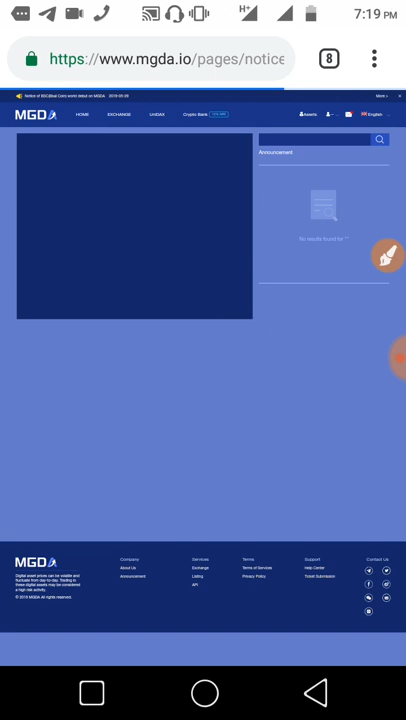 H+ 7:19 PM
https://www.mgda.io/pages/notice 8
Notice of BSC(Blue Coin) world debut on MGDA 2019-05-09 More >
MGDA HOME EXCHANGE UHDAX Crypto Bank Assets English
Announcement
No results found for ""
MGDA Company Services Terms Support Contact Us
About Us Exchange Terms of Services Help Center
Digital asset prices can be volatile and Announcement Listing Privacy Policy Ticket Submission
fluctuate from day-to-day. Trading in
these digital assets may be considered API
a high risk activity.
© 2019 MGDA All rights reserved.